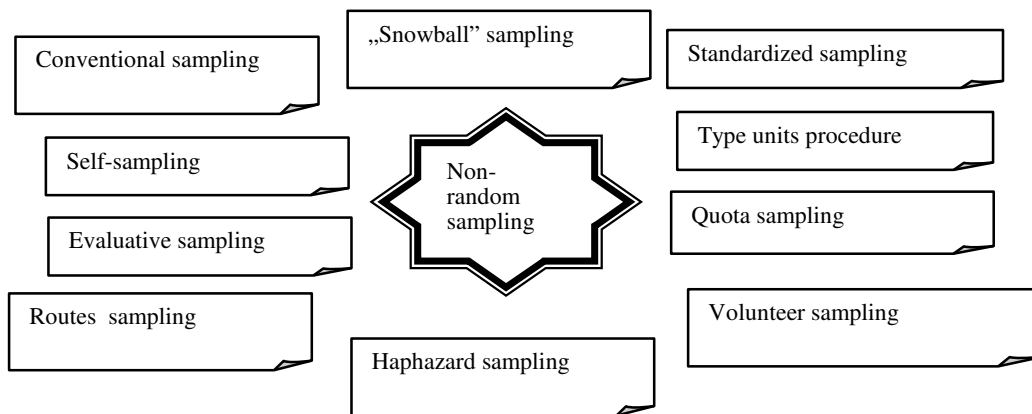 „Snowball” sampling
Conventional sampling
Standardized sampling
Type units procedure
Self-sampling
Non-
random
sampling
Quota sampling
Evaluative sampling
Routes sampling
Volunteer sampling
Haphazard sampling